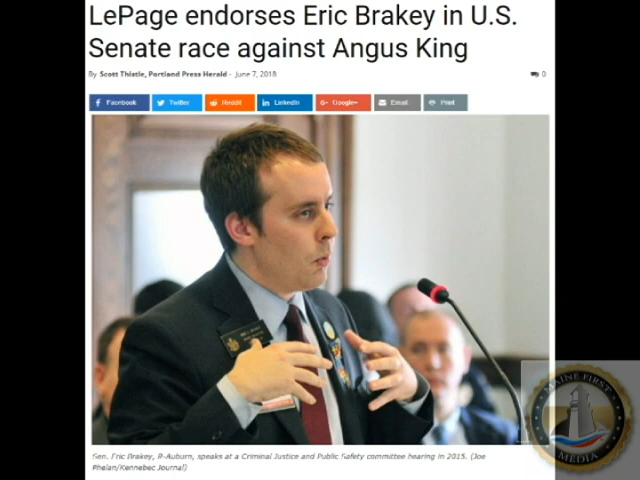 LePage endorses Eric Brakey in U.S.
Senate race against Angus King
By Scott Thistle, Portland Press Herald - June 7, 2018
0
Facebook Twitter Reddit LinkedIn Google+ Email Print
Sen. Eric Brakey, R-Auburn, speaks at a Criminal Justice and Public Safety committee hearing in 2015. (Joe
Phelan/Kennebec Journal)
MAINE FIRST
MEDIA